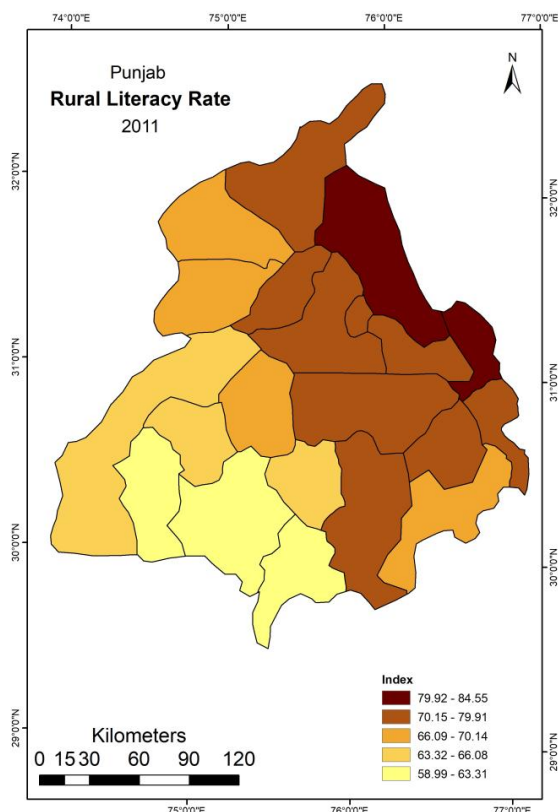 74°0'0"E 75°0'0"E 76°0'0"E 77°0'0"E
Punjab
Rural Literacy Rate
2011
N
32°0'0"N 32°0'0"N
31°0'0"N 31°0'0"N
30°0'0"N 30°0'0"N
29°0'0"N 29°0'0"N
Index
79.92 - 84.55
70.15 - 79.91
66.09 - 70.14
63.32 - 66.08
58.99 - 63.31
Kilometers
0 15 30 60 90 120
75°0'0"E 76°0'0"E 77°0'0"E